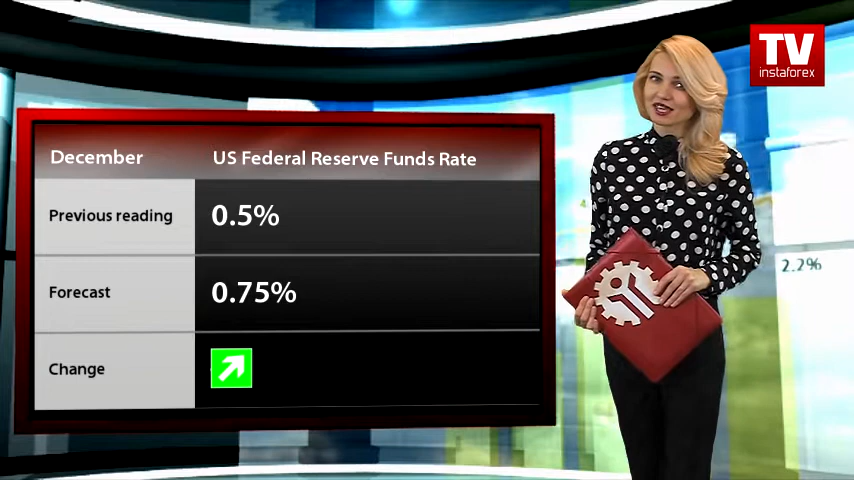 TV
instaforex
December US Federal Reserve Funds Rate
Previous reading 0.5%
Forecast 0.75%
Change
2.2%